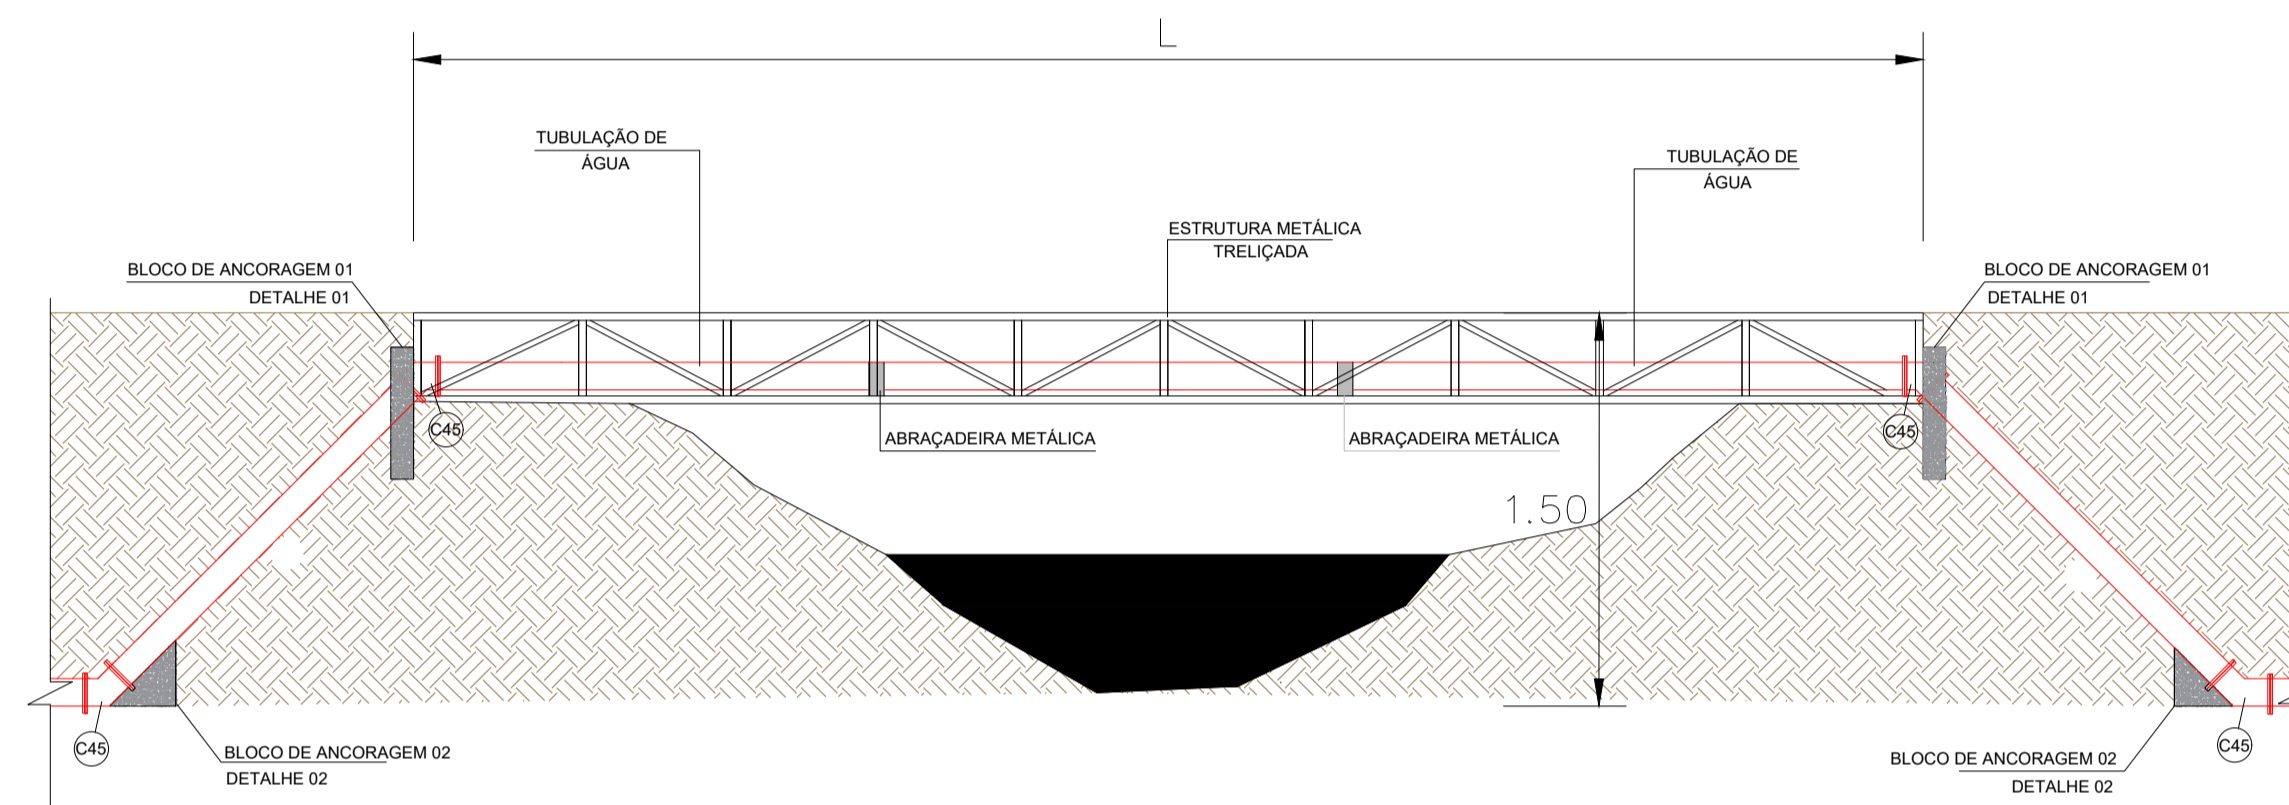 L
TUBULAÇÃO DE
ÁGUA
TUBULAÇÃO DE
ÁGUA
ESTRUTURA METÁLICA
TRELIÇADA
BLOCO DE ANCORAGEM 01
DETALHE 01
BLOCO DE ANCORAGEM 01
DETALHE 01
C45
ABRAÇADEIRA METÁLICA
ABRAÇADEIRA METÁLICA
C45
1.50
C45
BLOCO DE ANCORAGEM 02
DETALHE 02
BLOCO DE ANCORAGEM 02
DETALHE 02
C45